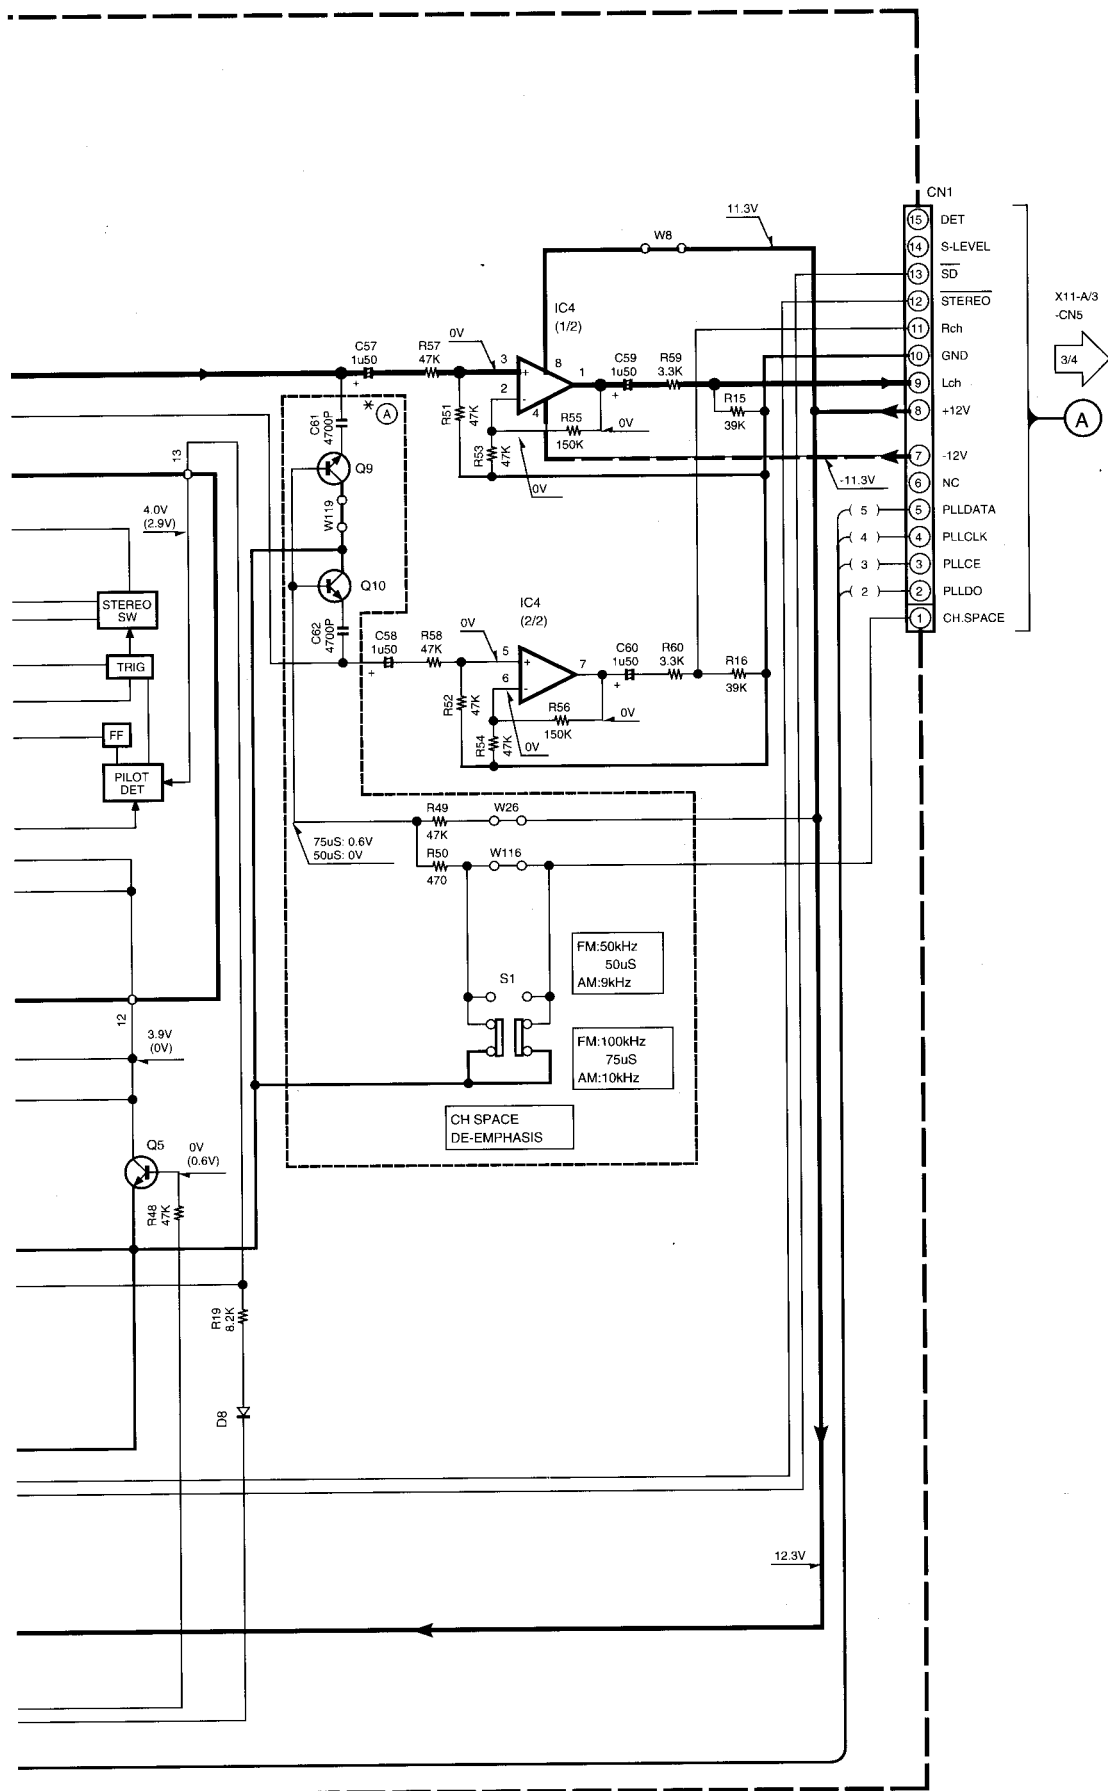 CN1
15 DET
14 S-LEVEL
13 SD
12 STEREO
11 Rch
10 GND
9 Lch
8 +12V
7 -12V
6 NC
5 PLLDATA
4 PLLCLK
3 PLLCE
2 PLLDO
1 CH.SPACE
X11-A/3
-CN5
3/4
A
5
4
3
2
11.3V
W8
IC4
(1/2)
0V
C57
1u50
+
R57
47K
3
+
2
-
8
4
1
C59
1u50
+
R59
3.3K
R15
39K
R51
47K
R53
47K
R55
150K
0V
0V
-11.3V
* A
C61
4700P
Q9
W119
Q10
C62
4700P
13
4.0V
(2.9V)
STEREO
SW
TRIG
FF
PILOT
DET
IC4
(2/2)
0V
C58
1u50
+
R58
47K
5
+
6
-
7
C60
1u50
+
R60
3.3K
R16
39K
R52
47K
R54
47K
R56
150K
0V
0V
75uS: 0.6V
50uS: 0V
R49
47K
W26
R50
470
W116
S1
FM:50kHz
50uS
AM:9kHz
FM:100kHz
75uS
AM:10kHz
CH SPACE
DE-EMPHASIS
12
3.9V
(0V)
Q5
0V
(0.6V)
R48
47K
R19
8.2K
D8
12.3V